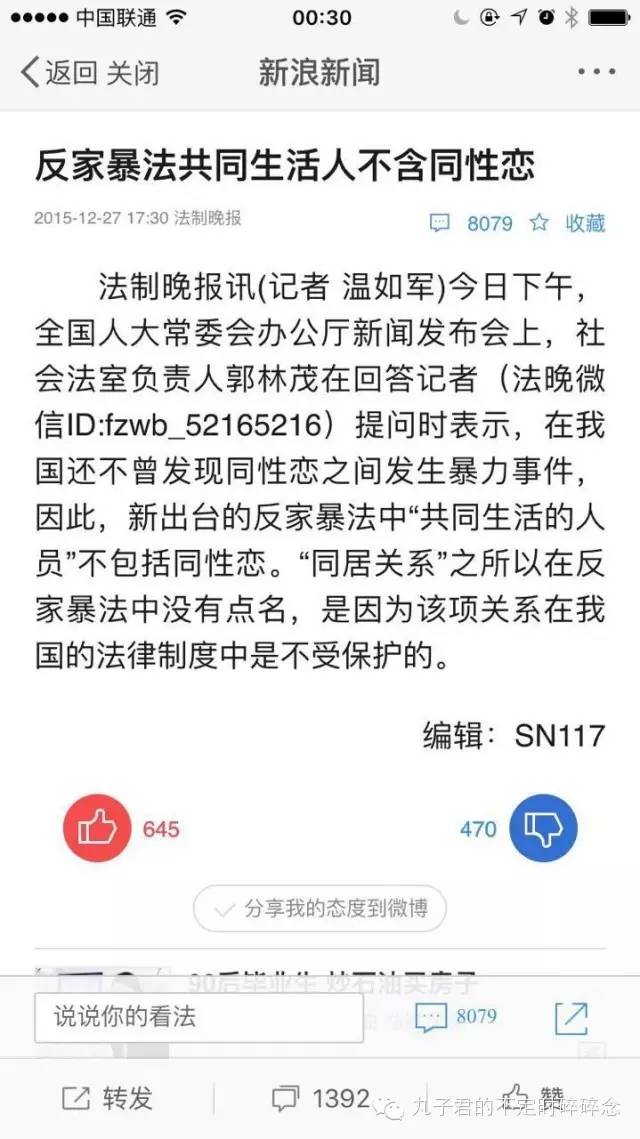 中国联通 00:30
返回 关闭 新浪新闻
反家暴法共同生活人不含同性恋
2015-12-27 17:30 法制晚报 8079 收藏
法制晚报讯(记者 温如军)今日下午，
全国人大常委会办公厅新闻发布会上，社
会法室负责人郭林茂在回答记者（法晚微
信ID:fzwb_52165216）提问时表示，在我
国还不曾发现同性恋之间发生暴力事件，
因此，新出台的反家暴法中“共同生活的人
员”不包括同性恋。“同居关系”之所以在反
家暴法中没有点名，是因为该项关系在我
国的法律制度中是不受保护的。
编辑：SN117
645 470
分享我的态度到微博
90后毕业生 炒石油买房子
说说你的看法 8079
转发 1392 赞
九子君的不定时碎碎念